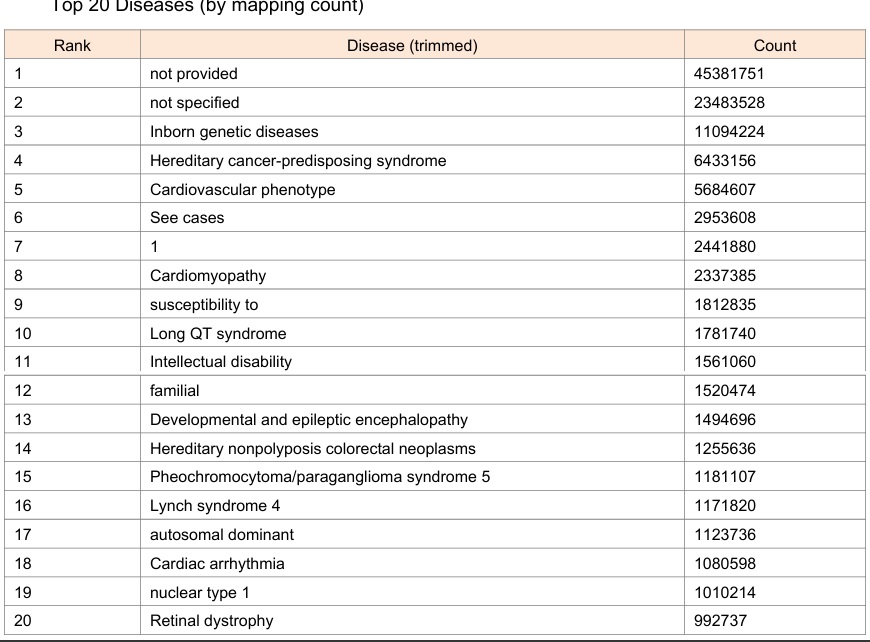 Top 20 Diseases (by mapping count)
Rank Disease (trimmed) Count
1 not provided 45381751
2 not specified 23483528
3 Inborn genetic diseases 11094224
4 Hereditary cancer-predisposing syndrome 6433156
5 Cardiovascular phenotype 5684607
6 See cases 2953608
7 1 2441880
8 Cardiomyopathy 2337385
9 susceptibility to 1812835
10 Long QT syndrome 1781740
11 Intellectual disability 1561060
12 familial 1520474
13 Developmental and epileptic encephalopathy 1494696
14 Hereditary nonpolyposis colorectal neoplasms 1255636
15 Pheochromocytoma/paraganglioma syndrome 5 1181107
16 Lynch syndrome 4 1171820
17 autosomal dominant 1123736
18 Cardiac arrhythmia 1080598
19 nuclear type 1 1010214
20 Retinal dystrophy 992737